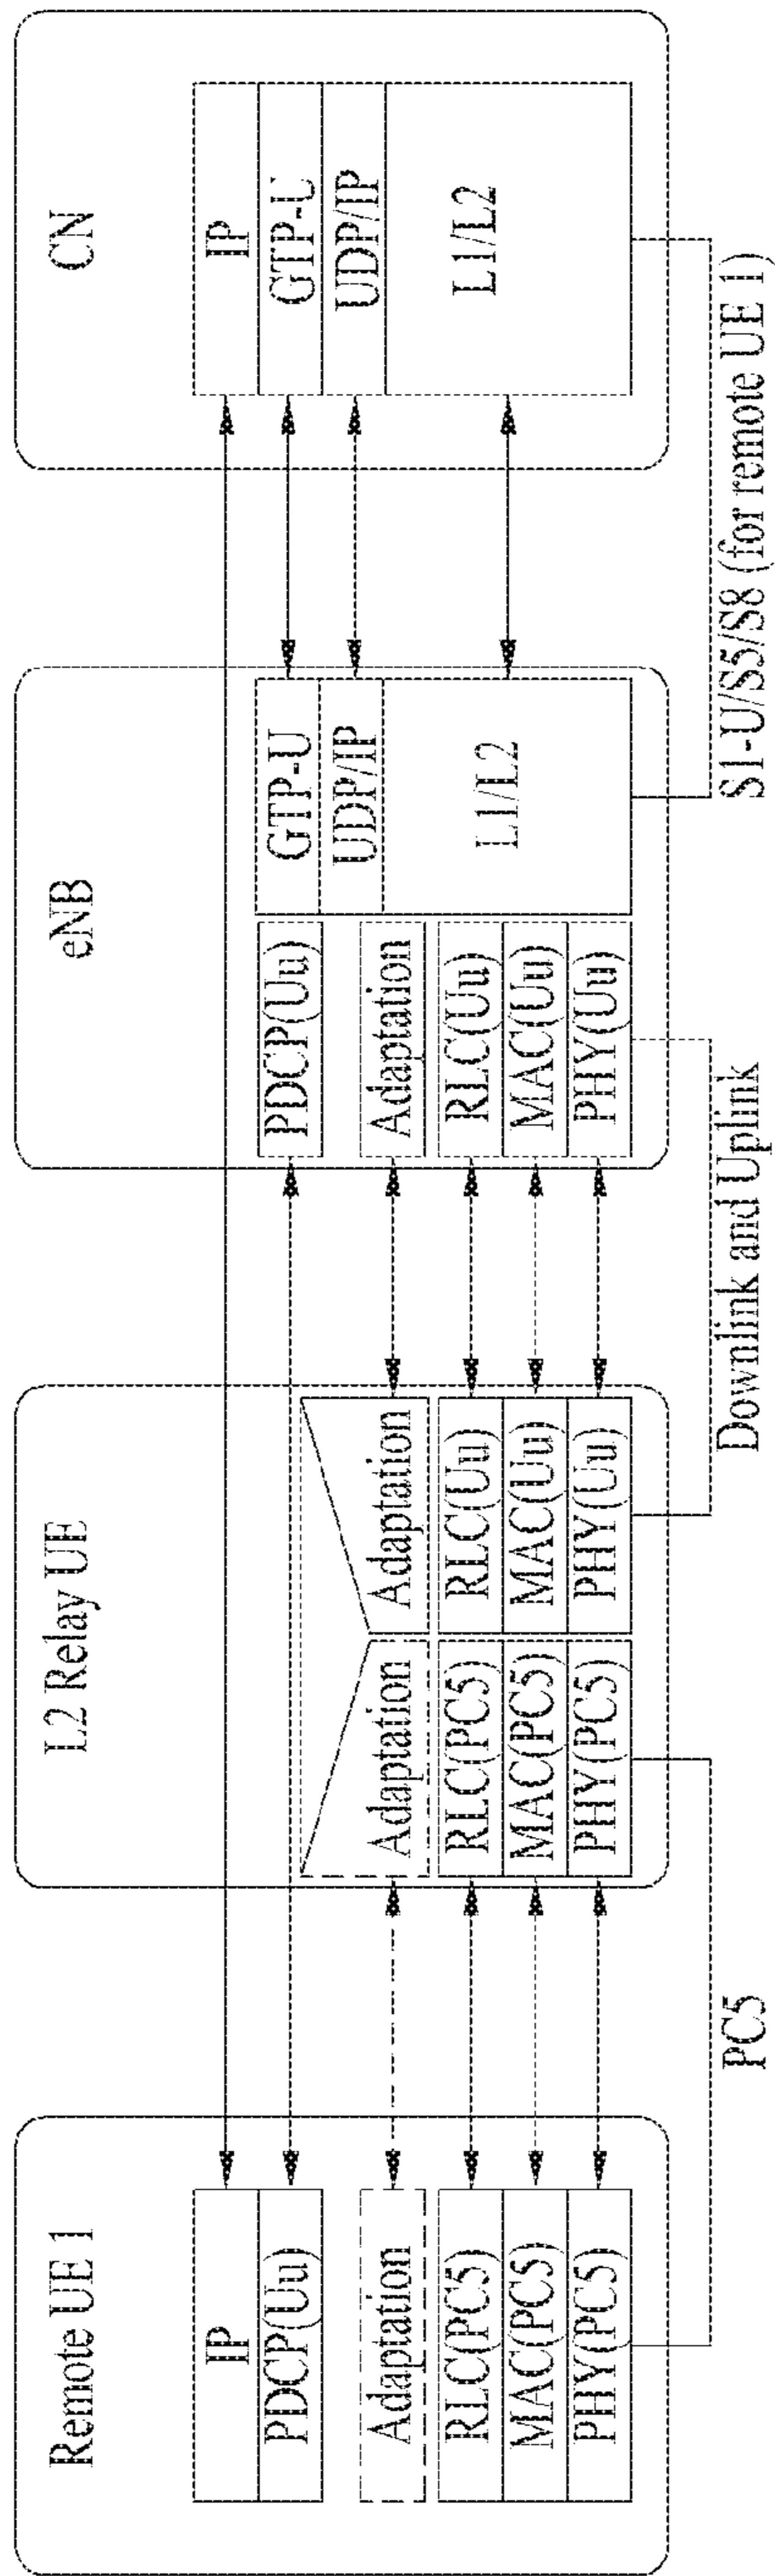 Remote UE 1
IP
PDCP(Uu)
Adaptation
RLC(PC5)
MAC(PC5)
PHY(PC5)
PC5
L2 Relay UE
Adaptation
RLC(PC5)
MAC(PC5)
PHY(PC5)
Adaptation
RLC(Uu)
MAC(Uu)
PHY(Uu)
Downlink and Uplink
eNB
PDCP(Uu)
Adaptation
RLC(Uu)
MAC(Uu)
PHY(Uu)
GTP-U
UDP/IP
L1/L2
S1-U/S5/S8 (for remote UE 1)
CN
IP
GTP-U
UDP/IP
L1/L2